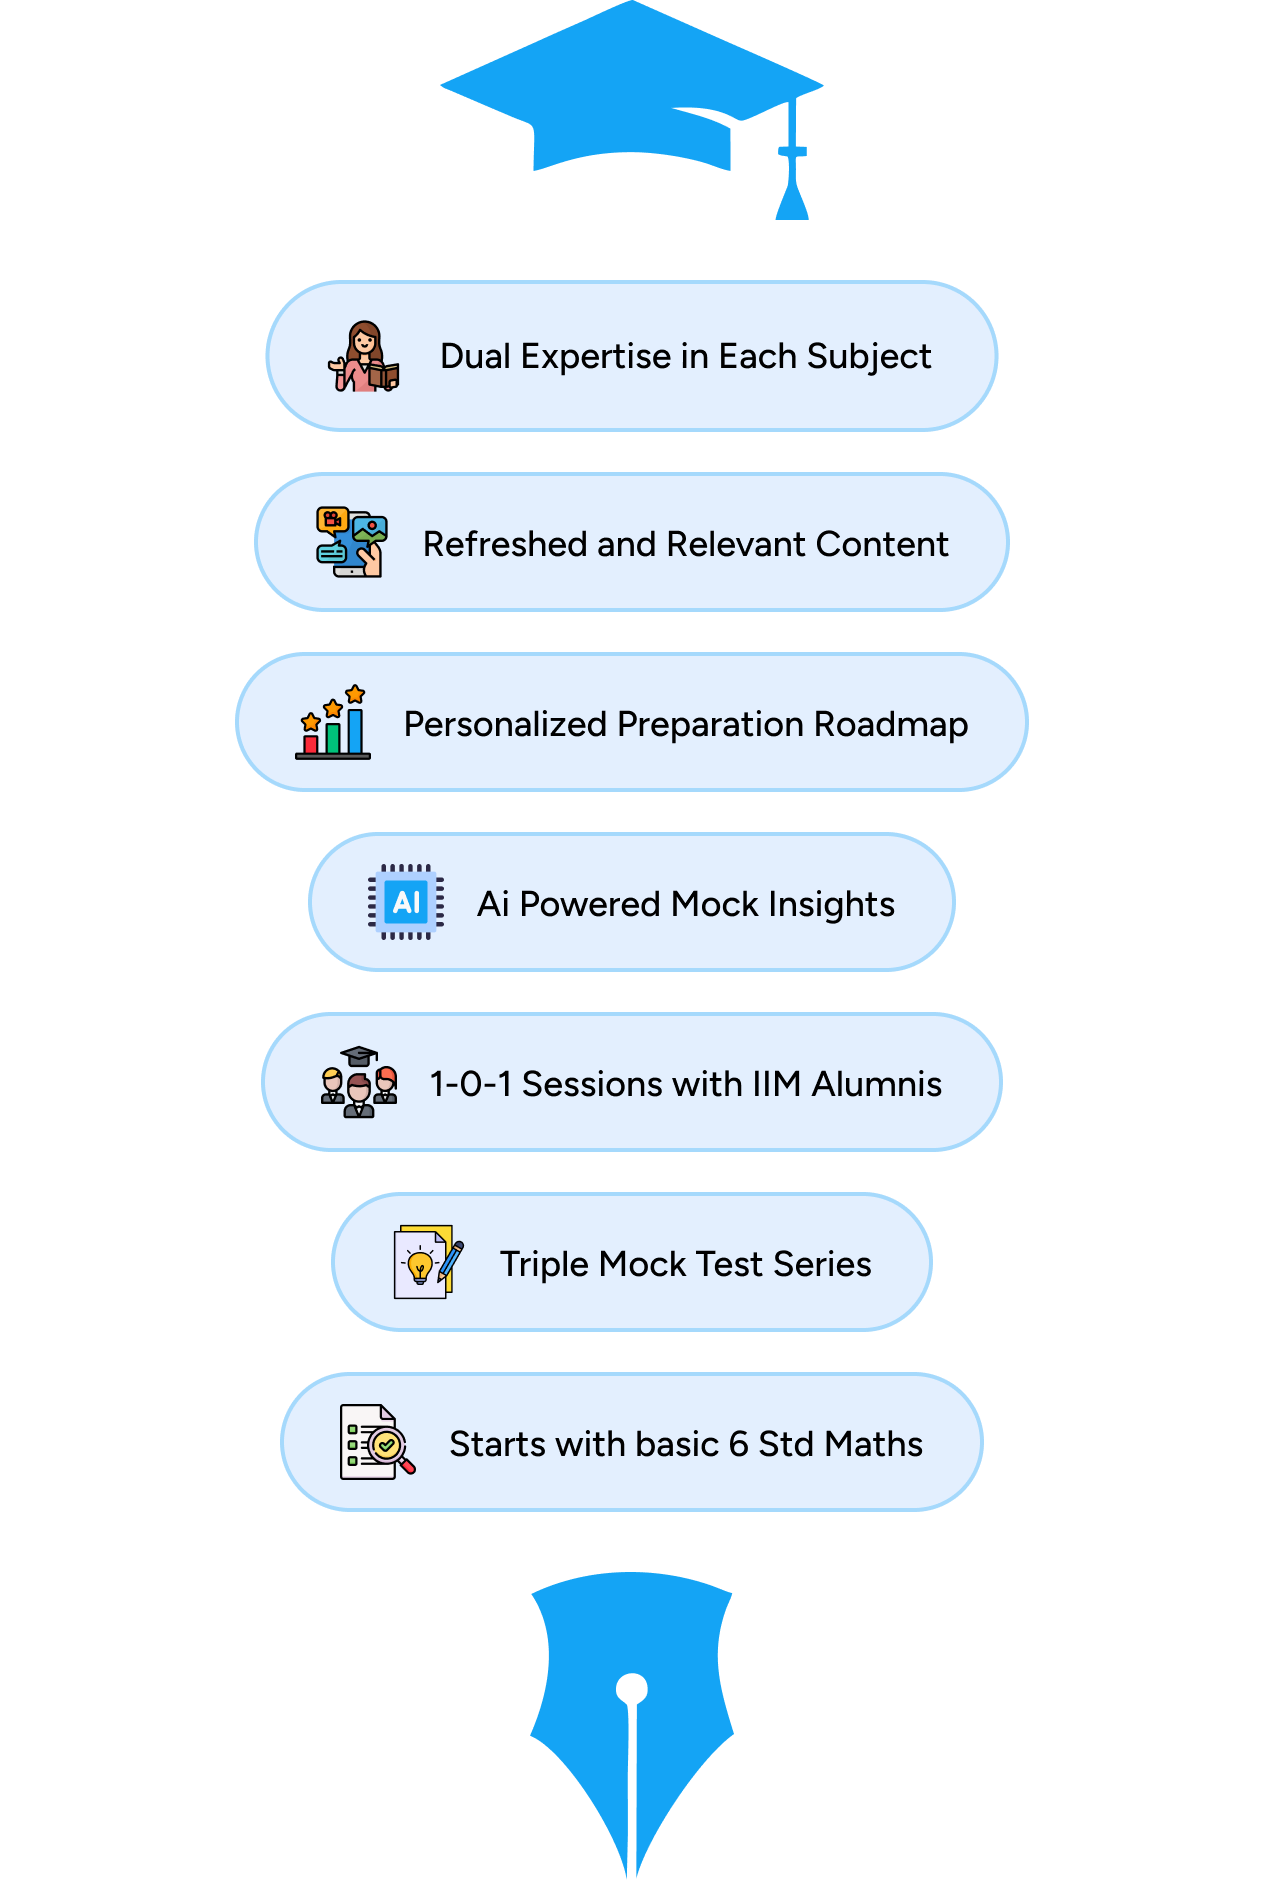 Dual Expertise in Each Subject
Refreshed and Relevant Content
Personalized Preparation Roadmap
AI
Ai Powered Mock Insights
1-0-1 Sessions with IIM Alumnis
Triple Mock Test Series
Starts with basic 6 Std Maths